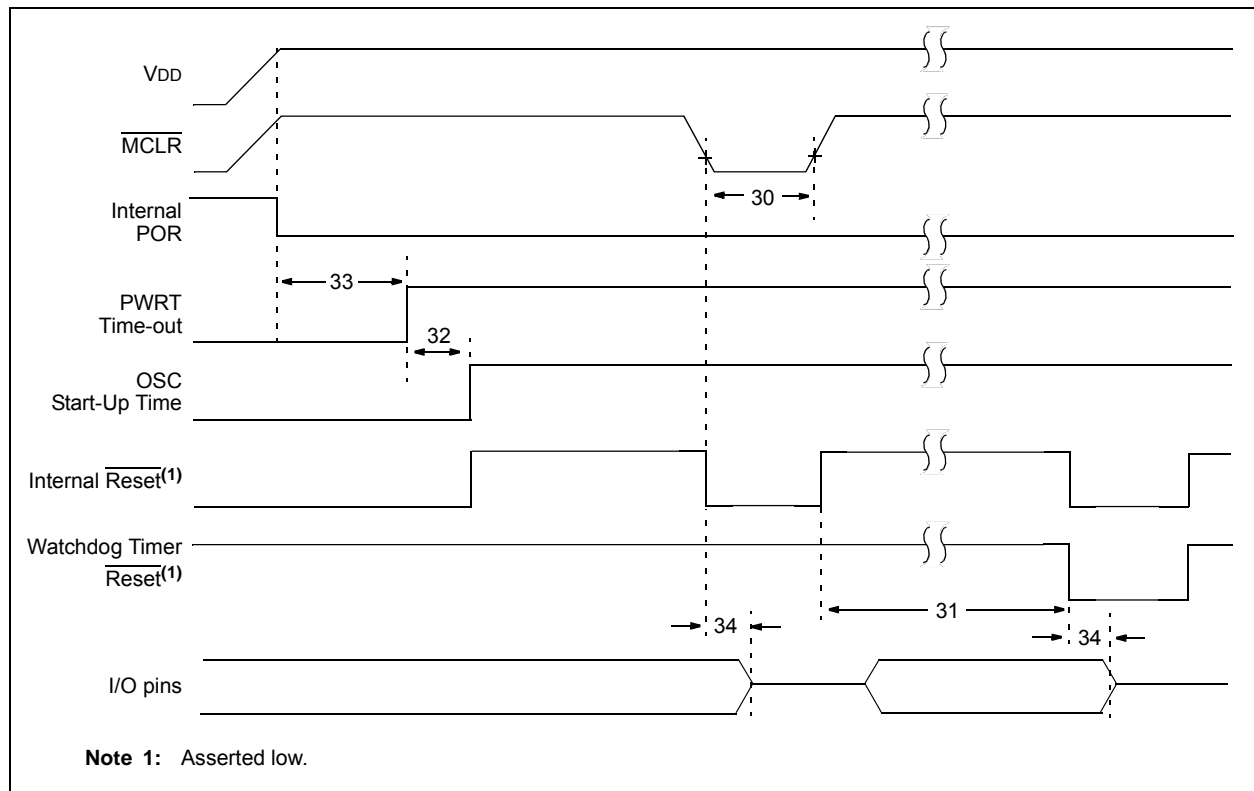 VDD
MCLR
30
Internal
POR
33
PWRT
Time-out
32
OSC
Start-Up Time
Internal Reset(1)
Watchdog Timer
Reset(1)
31
34
34
I/O pins
Note 1: Asserted low.